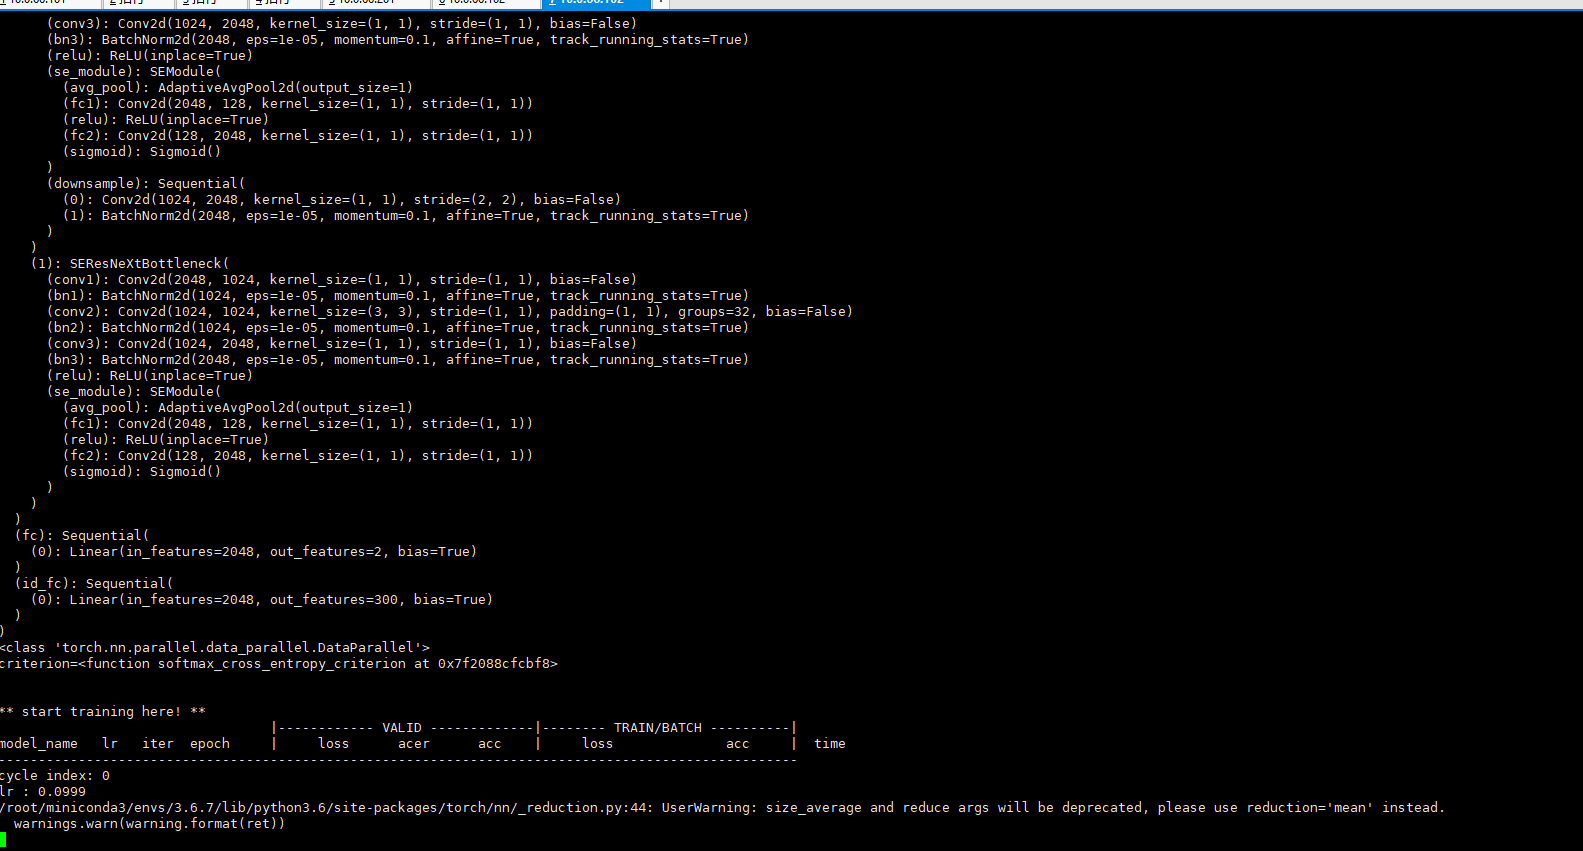 (conv3): Conv2d(1024, 2048, kernel_size=(1, 1), stride=(1, 1), bias=False)
      (bn3): BatchNorm2d(2048, eps=1e-05, momentum=0.1, affine=True, track_running_stats=True)
      (relu): ReLU(inplace=True)
      (se_module): SEModule(
        (avg_pool): AdaptiveAvgPool2d(output_size=1)
        (fc1): Conv2d(2048, 128, kernel_size=(1, 1), stride=(1, 1))
        (relu): ReLU(inplace=True)
        (fc2): Conv2d(128, 2048, kernel_size=(1, 1), stride=(1, 1))
        (sigmoid): Sigmoid()
      )
      (downsample): Sequential(
        (0): Conv2d(1024, 2048, kernel_size=(1, 1), stride=(2, 2), bias=False)
        (1): BatchNorm2d(2048, eps=1e-05, momentum=0.1, affine=True, track_running_stats=True)
      )
    )
    (1): SEResNeXtBottleneck(
      (conv1): Conv2d(2048, 1024, kernel_size=(1, 1), stride=(1, 1), bias=False)
      (bn1): BatchNorm2d(1024, eps=1e-05, momentum=0.1, affine=True, track_running_stats=True)
      (conv2): Conv2d(1024, 1024, kernel_size=(3, 3), stride=(1, 1), padding=(1, 1), groups=32, bias=False)
      (bn2): BatchNorm2d(1024, eps=1e-05, momentum=0.1, affine=True, track_running_stats=True)
      (conv3): Conv2d(1024, 2048, kernel_size=(1, 1), stride=(1, 1), bias=False)
      (bn3): BatchNorm2d(2048, eps=1e-05, momentum=0.1, affine=True, track_running_stats=True)
      (relu): ReLU(inplace=True)
      (se_module): SEModule(
        (avg_pool): AdaptiveAvgPool2d(output_size=1)
        (fc1): Conv2d(2048, 128, kernel_size=(1, 1), stride=(1, 1))
        (relu): ReLU(inplace=True)
        (fc2): Conv2d(128, 2048, kernel_size=(1, 1), stride=(1, 1))
        (sigmoid): Sigmoid()
      )
    )
  )
  (fc): Sequential(
    (0): Linear(in_features=2048, out_features=2, bias=True)
  )
  (id_fc): Sequential(
    (0): Linear(in_features=2048, out_features=300, bias=True)
  )
)
<class 'torch.nn.parallel.data_parallel.DataParallel'>
criterion=<function softmax_cross_entropy_criterion at 0x7f2088cfcbf8>
** start training here! **
                                  |------------ VALID -------------|-------- TRAIN/BATCH ----------|
model_name   lr   iter  epoch     |     loss      acer      acc    |     loss              acc     |  time
----------------------------------------------------------------------------------------------------
cycle index: 0
lr : 0.0999
/root/miniconda3/envs/3.6.7/lib/python3.6/site-packages/torch/nn/_reduction.py:44: UserWarning: size_average and reduce args will be deprecated, please use reduction='mean' instead.
  warnings.warn(warning.format(ret))